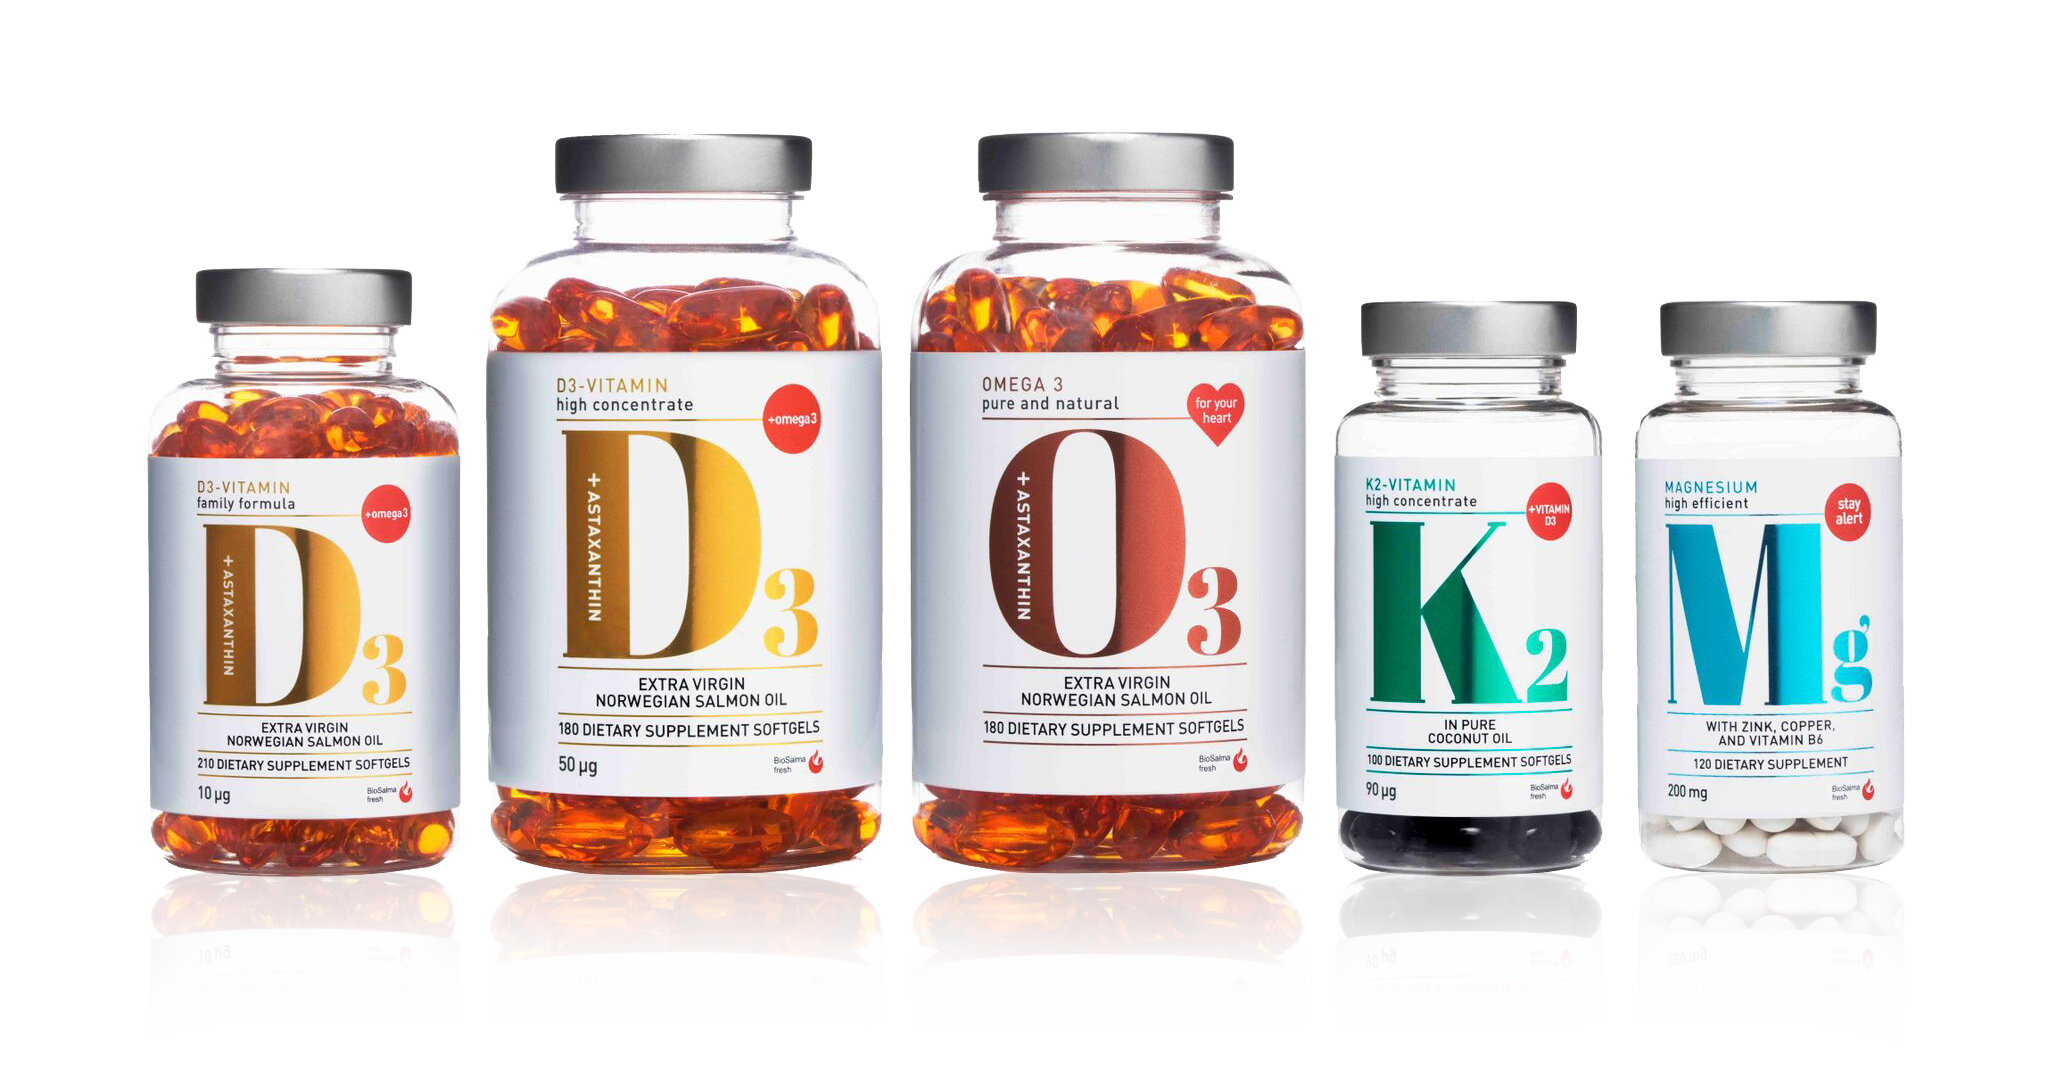 D3-VITAMIN
family formula
+omega3
D3
+ ASTAXANTHIN
EXTRA VIRGIN
NORWEGIAN SALMON OIL
210 DIETARY SUPPLEMENT SOFTGELS
10 µg
BioSalma
fresh
D3-VITAMIN
high concentrate
+omega3
D3
+ ASTAXANTHIN
EXTRA VIRGIN
NORWEGIAN SALMON OIL
180 DIETARY SUPPLEMENT SOFTGELS
50 µg
BioSalma
fresh
OMEGA 3
pure and natural
for your
heart
O3
+ ASTAXANTHIN
EXTRA VIRGIN
NORWEGIAN SALMON OIL
180 DIETARY SUPPLEMENT SOFTGELS
BioSalma
fresh
K2-VITAMIN
high concentrate
+VITAMIN
D3
K2
IN PURE
COCONUT OIL
100 DIETARY SUPPLEMENT SOFTGELS
90 µg
BioSalma
fresh
MAGNESIUM
high efficient
stay
alert
Mg
WITH ZINK, COPPER,
AND VITAMIN B6
120 DIETARY SUPPLEMENT
200 mg
BioSalma
fresh